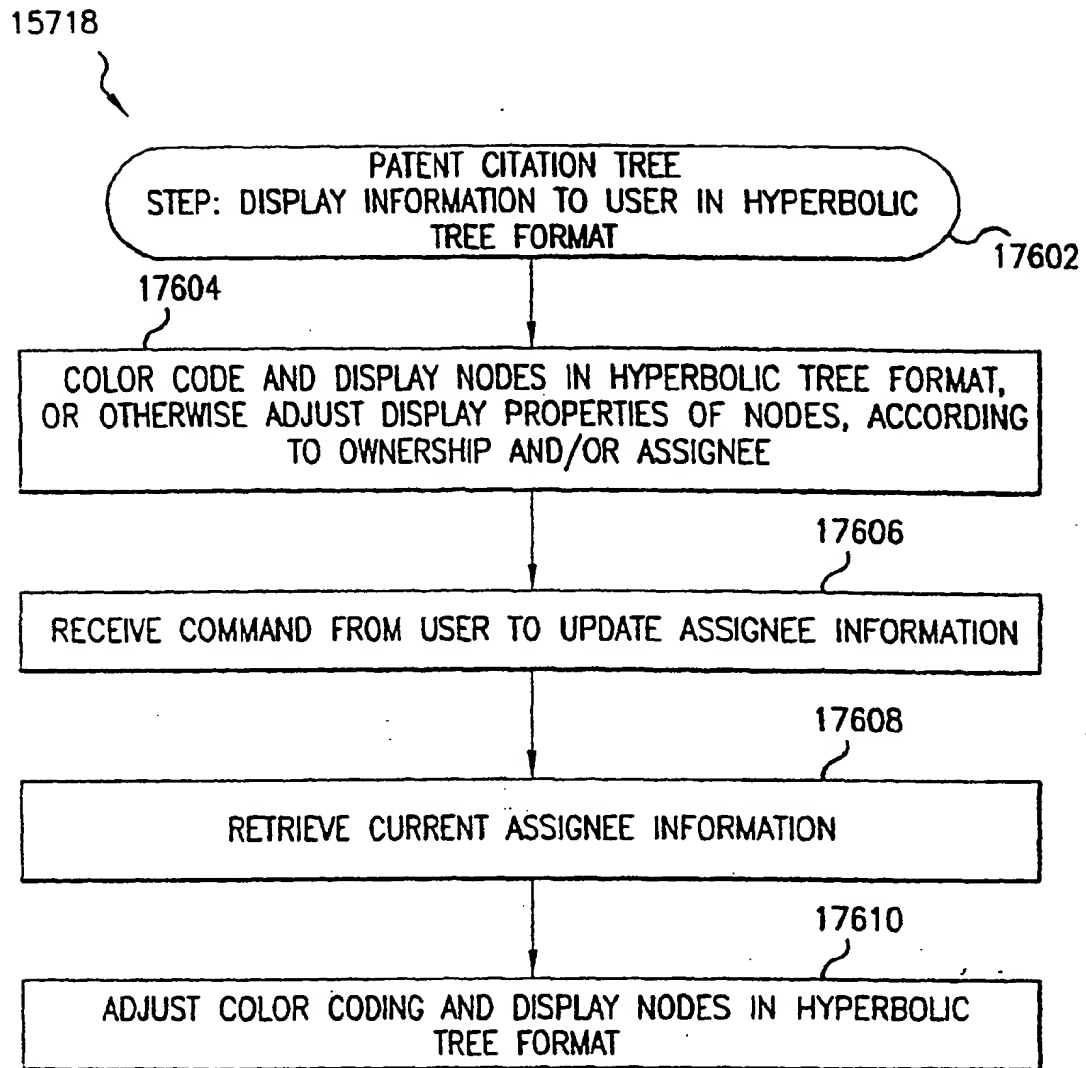 15718
PATENT CITATION TREE
STEP: DISPLAY INFORMATION TO USER IN HYPERBOLIC
TREE FORMAT
17602
17604
COLOR CODE AND DISPLAY NODES IN HYPERBOLIC TREE FORMAT,
OR OTHERWISE ADJUST DISPLAY PROPERTIES OF NODES, ACCORDING
TO OWNERSHIP AND/OR ASSIGNEE
17606
RECEIVE COMMAND FROM USER TO UPDATE ASSIGNEE INFORMATION
17608
RETRIEVE CURRENT ASSIGNEE INFORMATION
17610
ADJUST COLOR CODING AND DISPLAY NODES IN HYPERBOLIC
TREE FORMAT